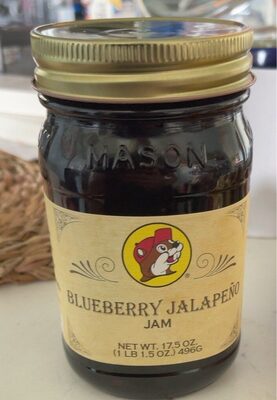 MASON
®
BLUEBERRY JALAPEÑO
JAM
NET WT. 17.5 OZ.
(1 LB 1.5 OZ.) 496G